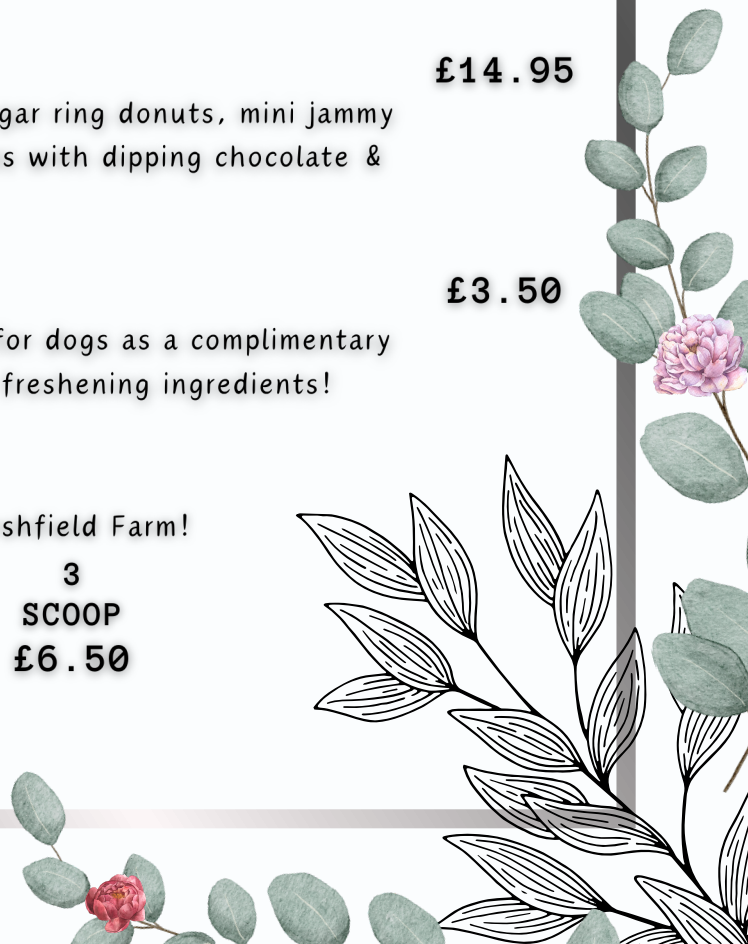 £14.95
gar ring donuts, mini jammy
s with dipping chocolate &
£3.50
for dogs as a complimentary
freshening ingredients!
shfield Farm!
3
SCOOP
£6.50